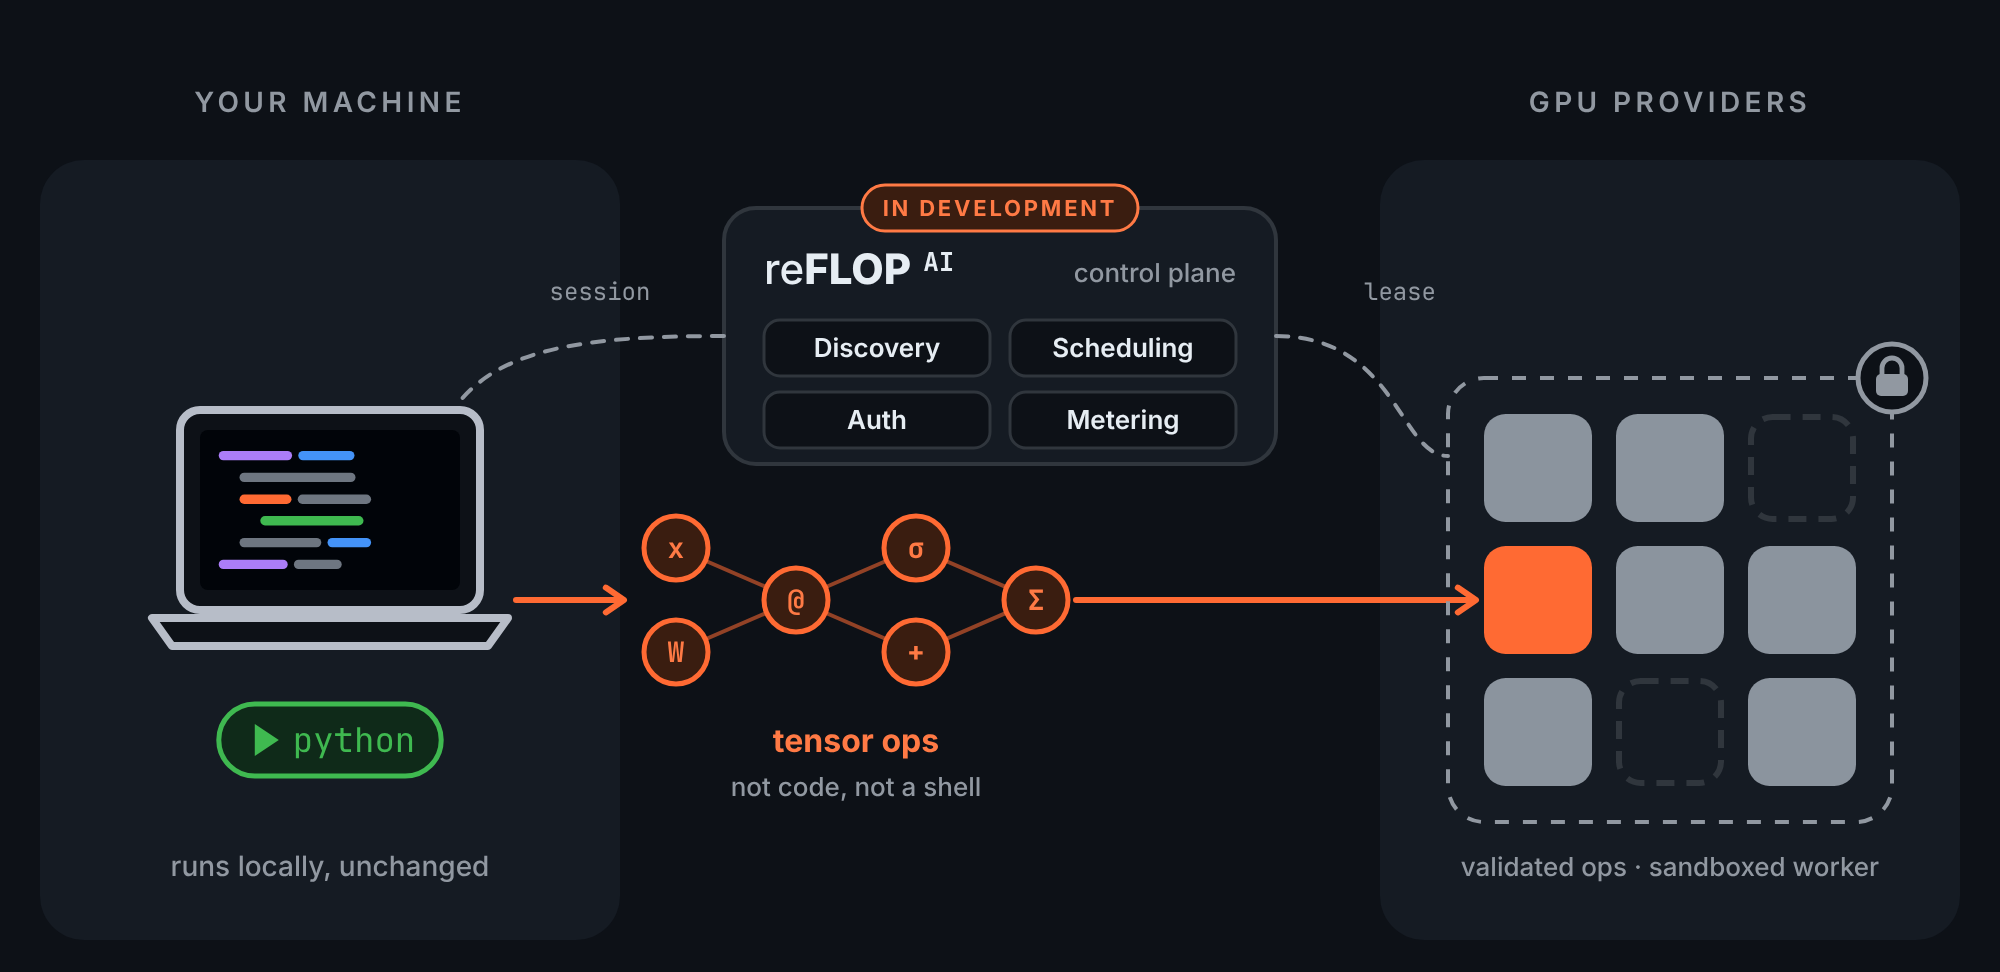 YOUR MACHINE
GPU PROVIDERS
IN DEVELOPMENT
reFLOP AI
control plane
session
lease
Discovery
Scheduling
Auth
Metering
x
σ
@
Σ
W
+
python
tensor ops
not code, not a shell
runs locally, unchanged
validated ops · sandboxed worker